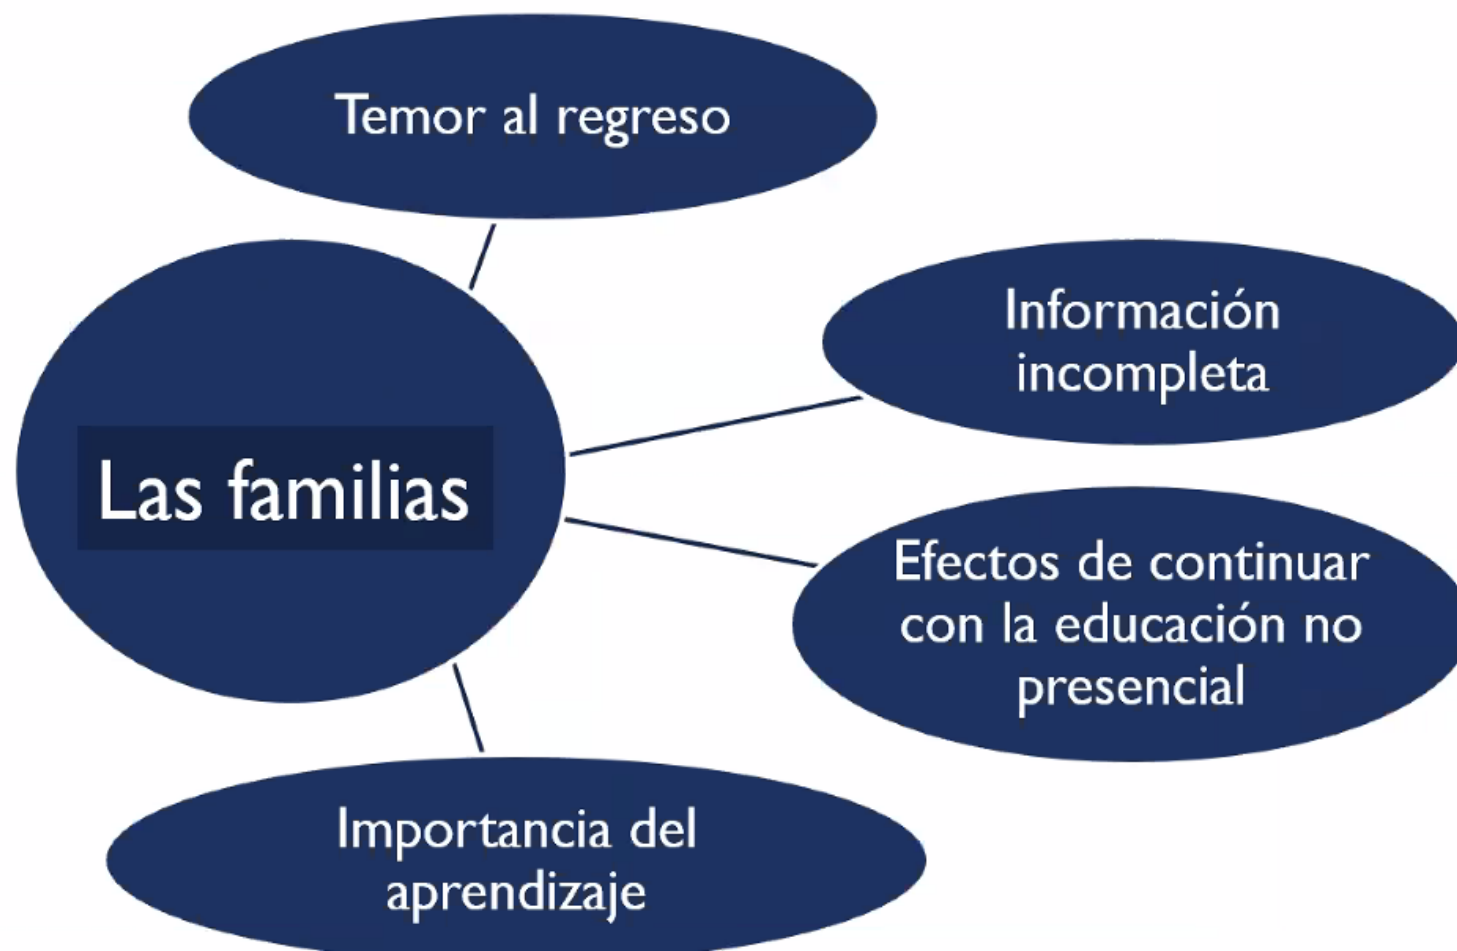 Temor al regreso
Las familias
Información
incompleta
Efectos de continuar
con la educación no
presencial
Importancia del
aprendizaje